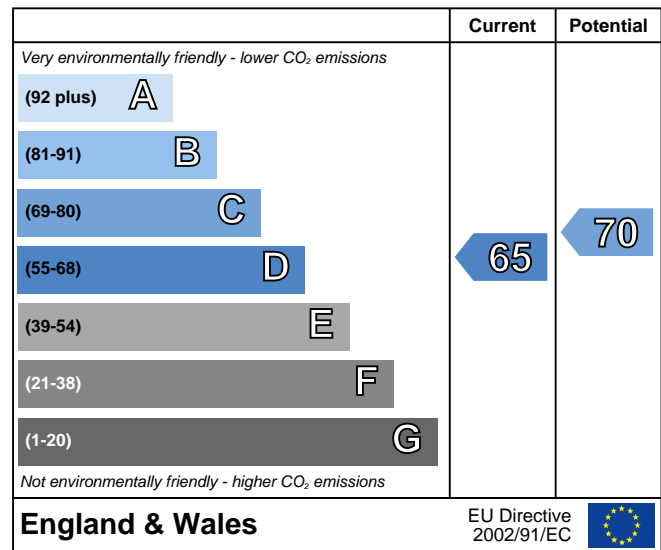 Current Potential
Very environmentally friendly - lower CO₂ emissions
(92 plus) A
(81-91) B
(69-80) C
(55-68) D
(39-54) E
(21-38) F
(1-20) G
65
70
Not environmentally friendly - higher CO₂ emissions
England & Wales
EU Directive
2002/91/EC